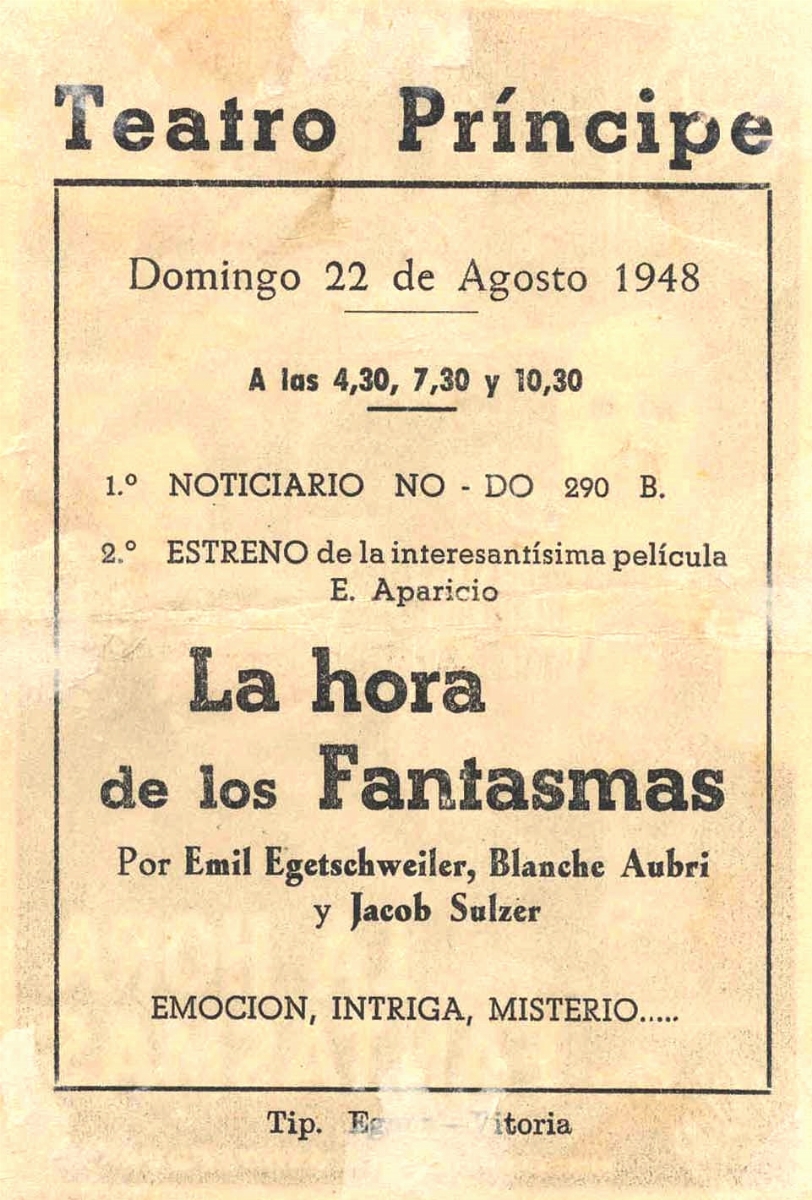 Teatro Príncipe
Domingo 22 de Agosto 1948
A las 4,30, 7,30 y 10,30
1.º NOTICIARIO NO - DO 290 B.
2.º ESTRENO de la interesantísima película
E. Aparicio
La hora
de los Fantasmas
Por Emil Egetschweiler, Blanche Aubri
y Jacob Sulzer
EMOCION, INTRIGA, MISTERIO.....
Tip. – Vitoria